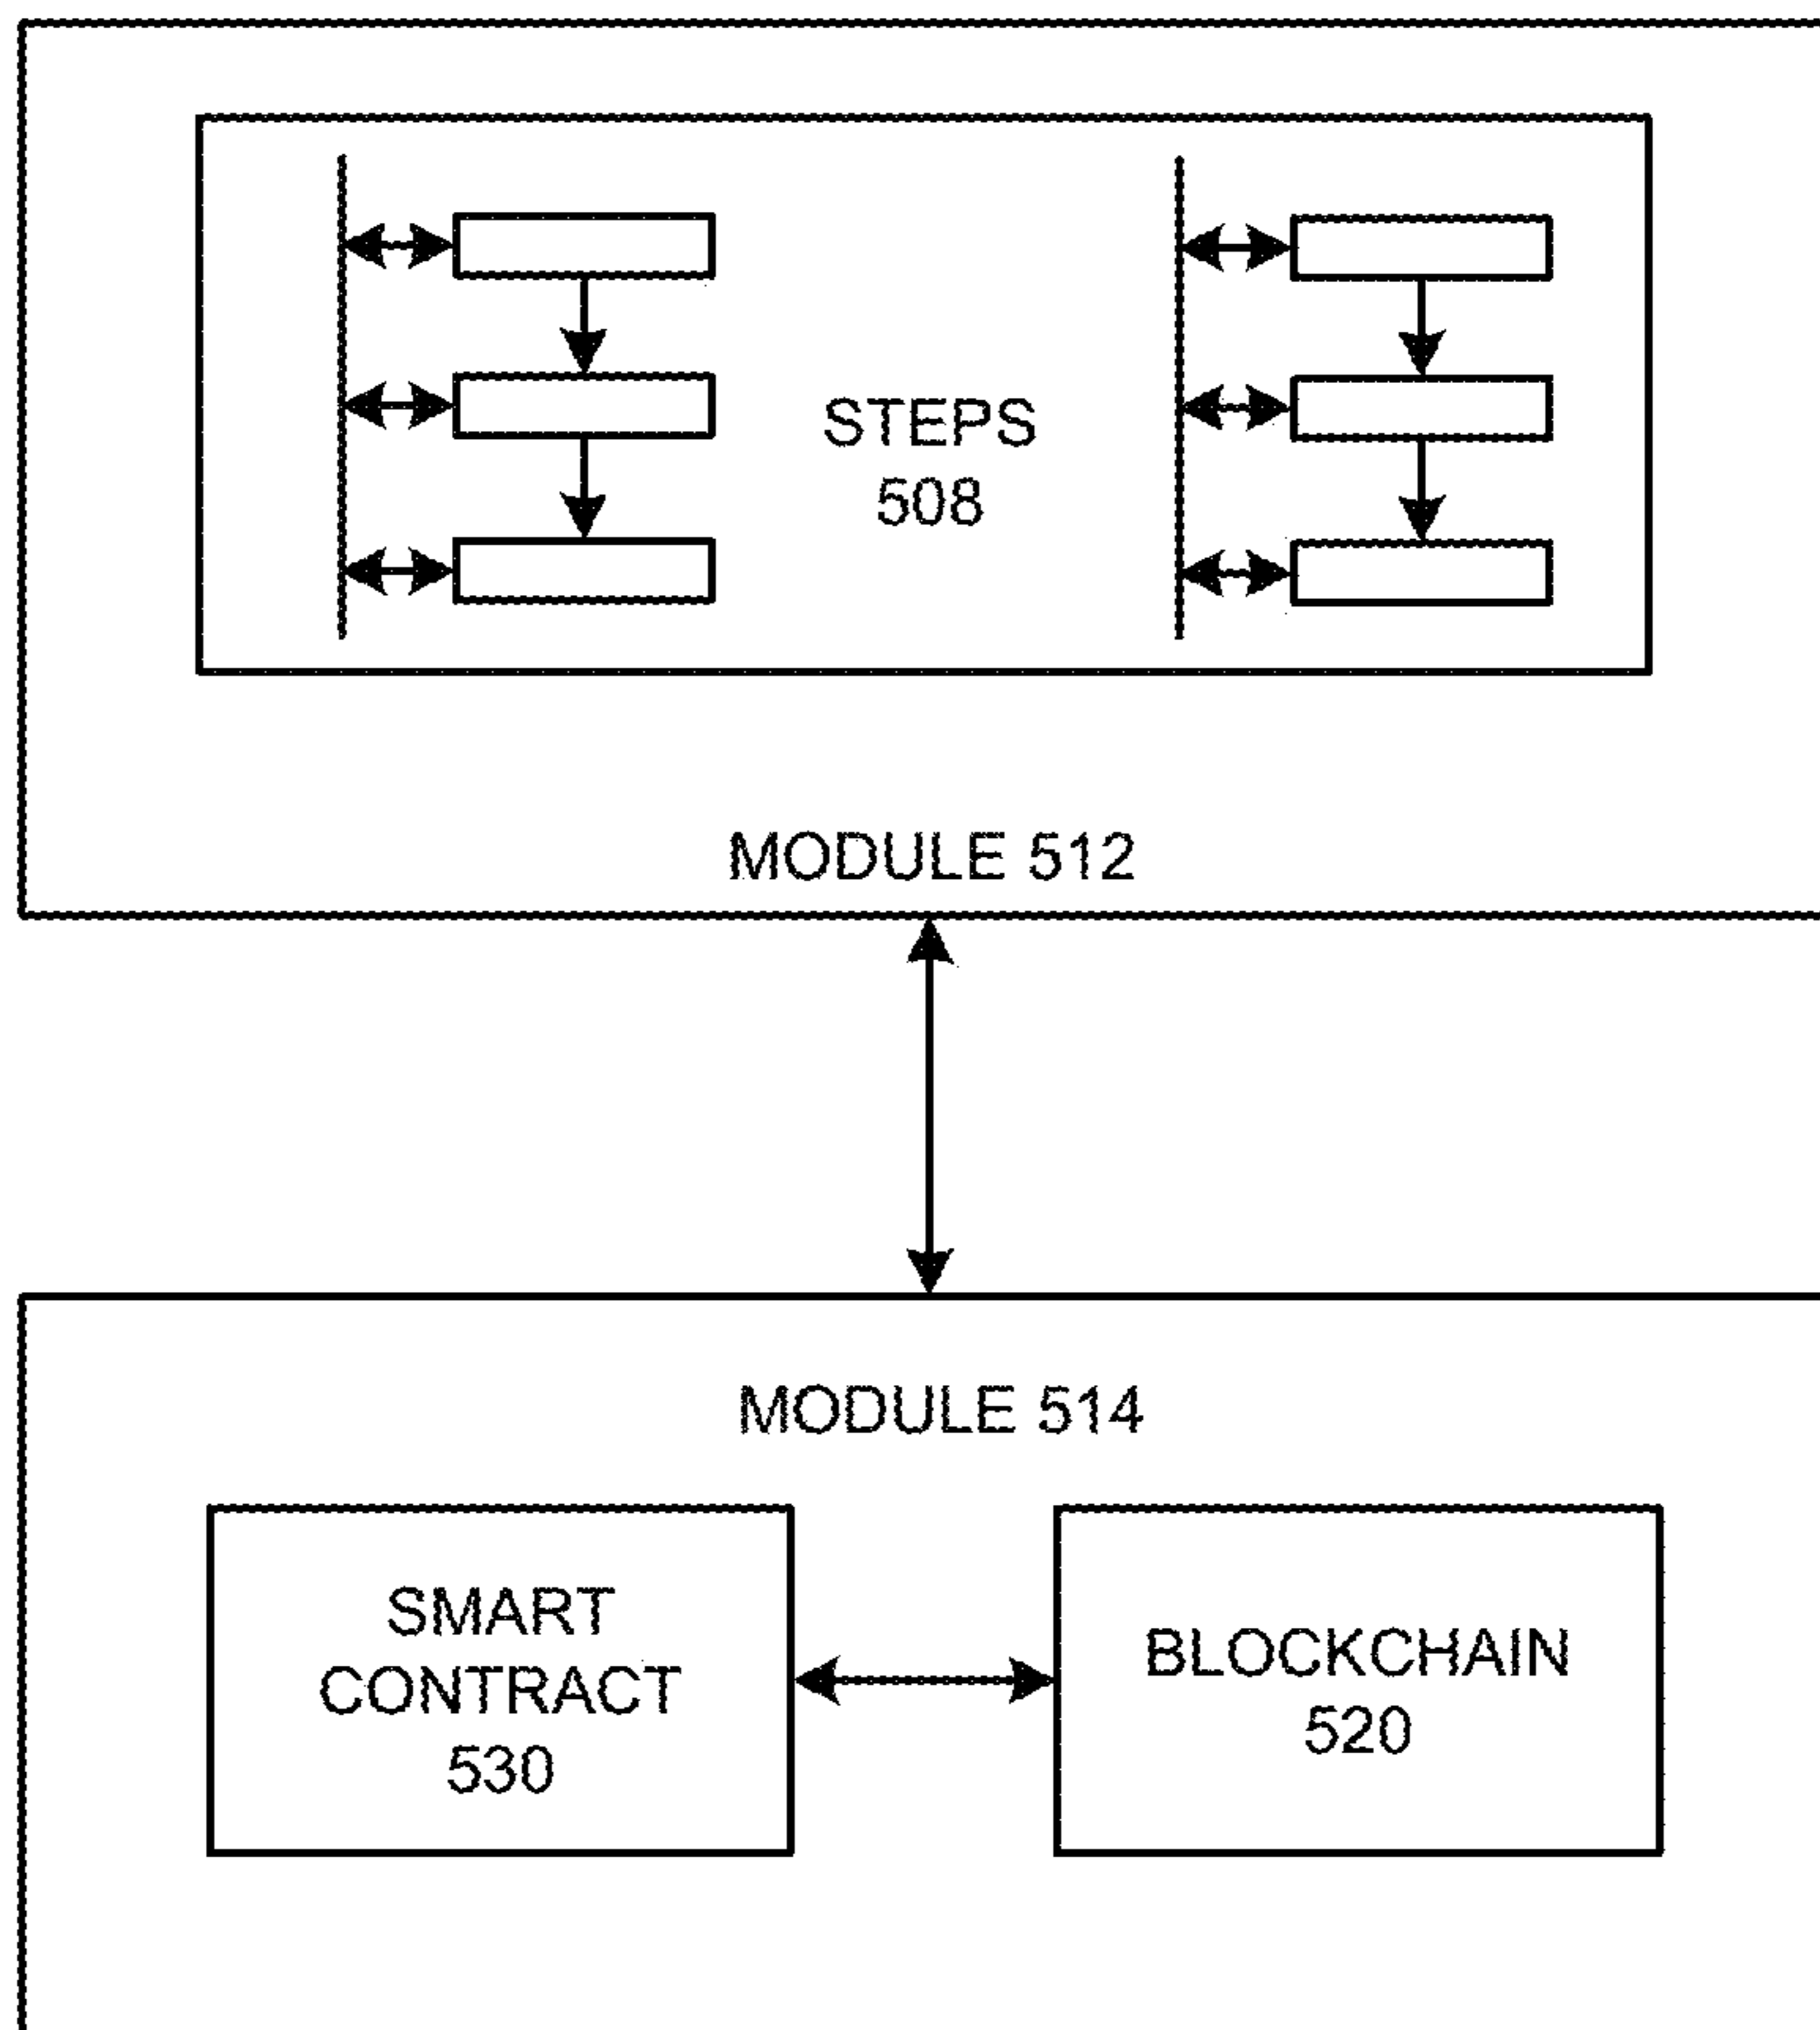 STEPS
508
MODULE 512
MODULE 514
SMART
CONTRACT
530
BLOCKCHAIN
520